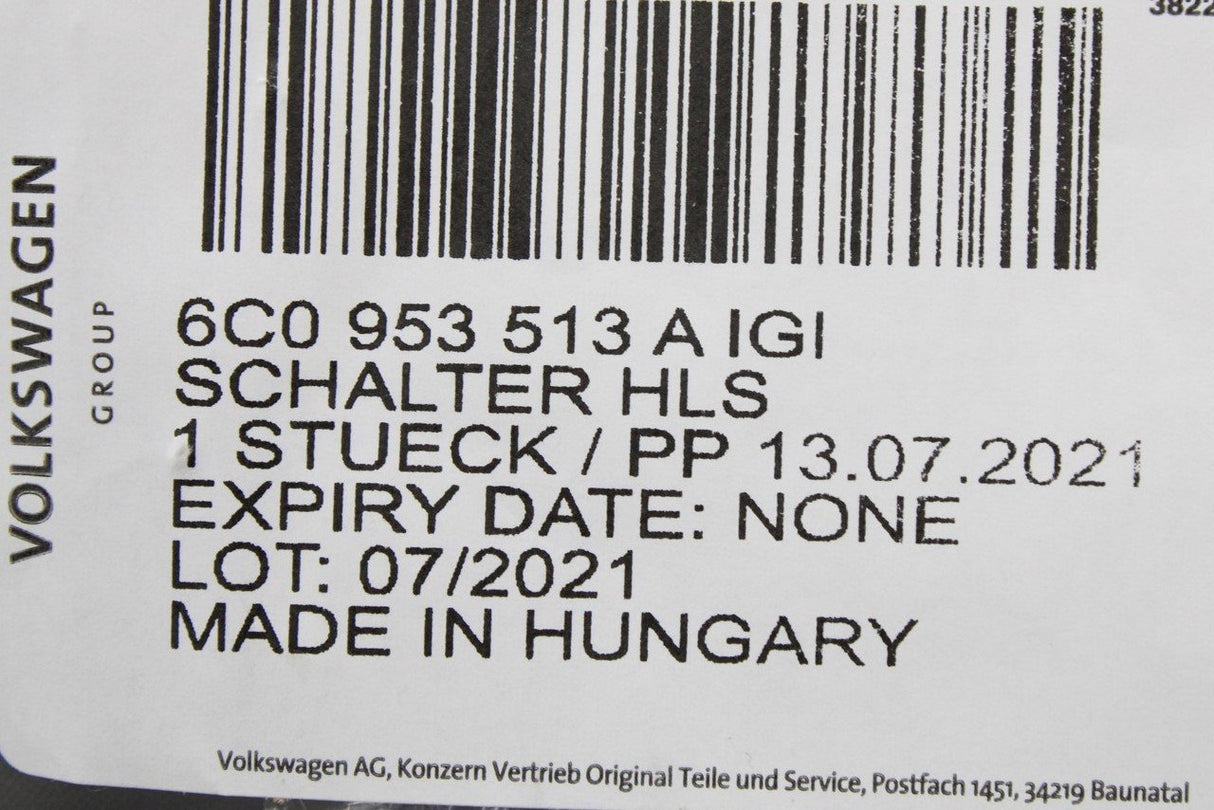 3822
VOLKSWAGEN
GROUP
6C0 953 513 A IGI
SCHALTER HLS
1 STUECK / PP 13.07.2021
EXPIRY DATE: NONE
LOT: 07/2021
MADE IN HUNGARY
Volkswagen AG, Konzern Vertrieb Original Teile und Service, Postfach 1451, 34219 Baunatal